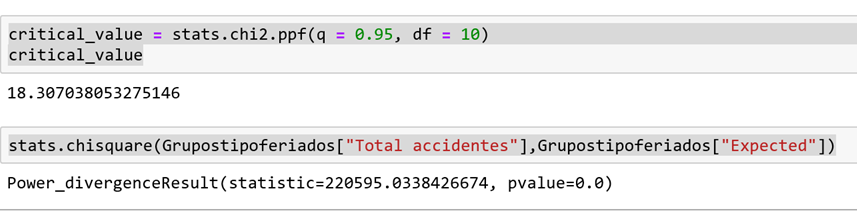 critical_value = stats.chi2.ppf(q = 0.95, df = 10)
critical_value
18.307038053275146
stats.chisquare(Grupostipoferiados["Total accidentes"],Grupostipoferiados["Expected"])
Power_divergenceResult(statistic=220595.0338426674, pvalue=0.0)